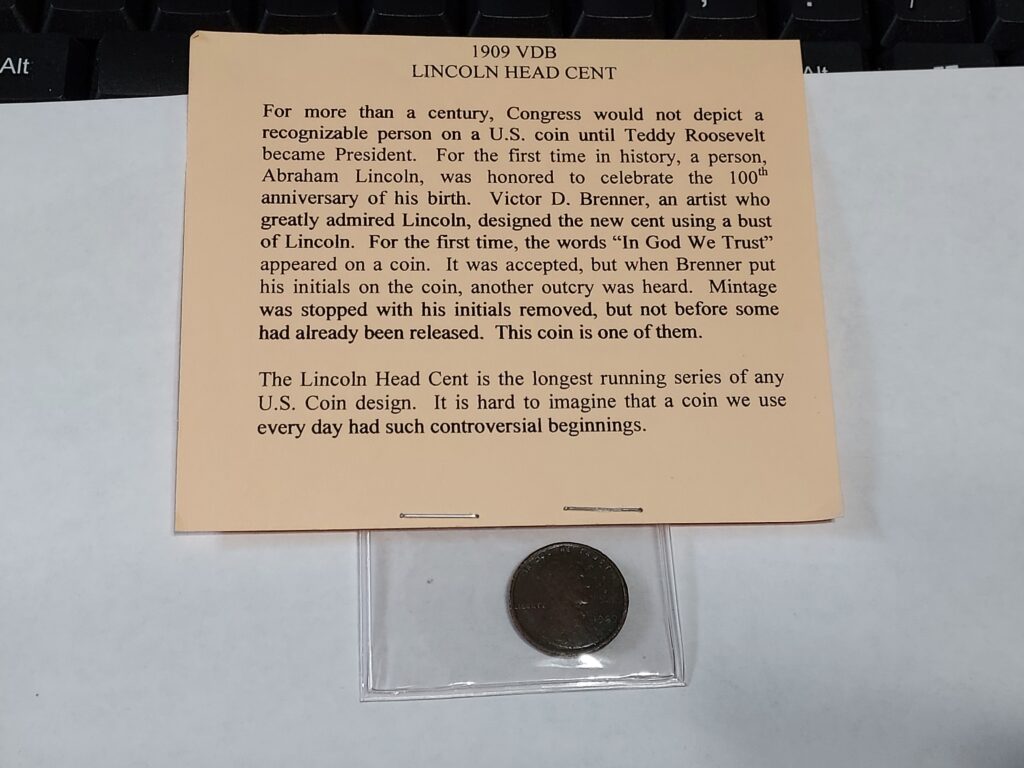 Alt
Alt
1909 VDB
LINCOLN HEAD CENT
For more than a century, Congress would not depict a
recognizable person on a U.S. coin until Teddy Roosevelt
became President. For the first time in history, a person,
Abraham Lincoln, was honored to celebrate the 100th
anniversary of his birth. Victor D. Brenner, an artist who
greatly admired Lincoln, designed the new cent using a bust
of Lincoln. For the first time, the words “In God We Trust”
appeared on a coin. It was accepted, but when Brenner put
his initials on the coin, another outcry was heard. Mintage
was stopped with his initials removed, but not before some
had already been released. This coin is one of them.
The Lincoln Head Cent is the longest running series of any
U.S. Coin design. It is hard to imagine that a coin we use
every day had such controversial beginnings.
LIBERTY
1909